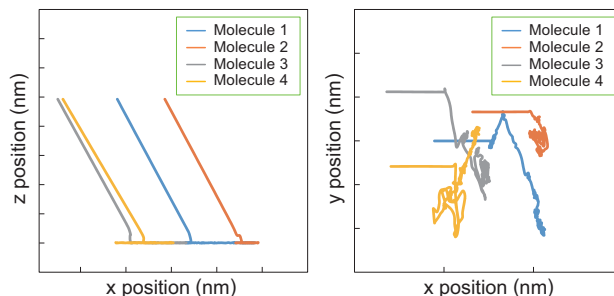 Molecule 1
Molecule 2
Molecule 3
Molecule 4
z position (nm)
x position (nm)
Molecule 1
Molecule 2
Molecule 3
Molecule 4
y position (nm)
x position (nm)